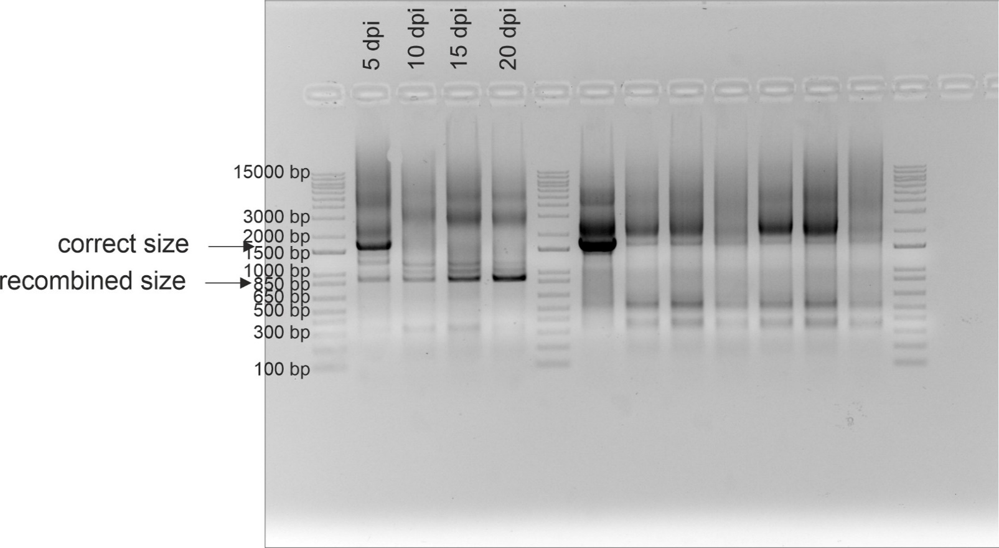 5 dpi
10 dpi
15 dpi
20 dpi
15000 bp
3000 bp
2000 bp
correct size
1500 bp
1000 bp
recombined size
850 bp
650 bp
500 bp
300 bp
100 bp